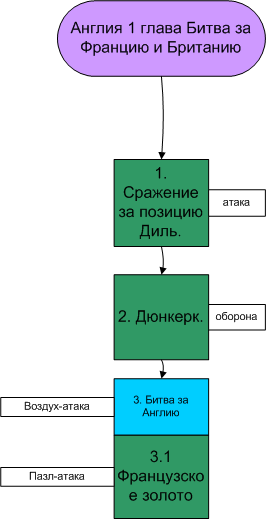 Англия 1 глава Битва за
Францию и Британию
1.
Сражение
за позицию
Диль.
атака
2. Дюнкерк.
оборона
3. Битва за
Англию
Воздух-атака
3.1
Французско
е золото
Пазл-атака